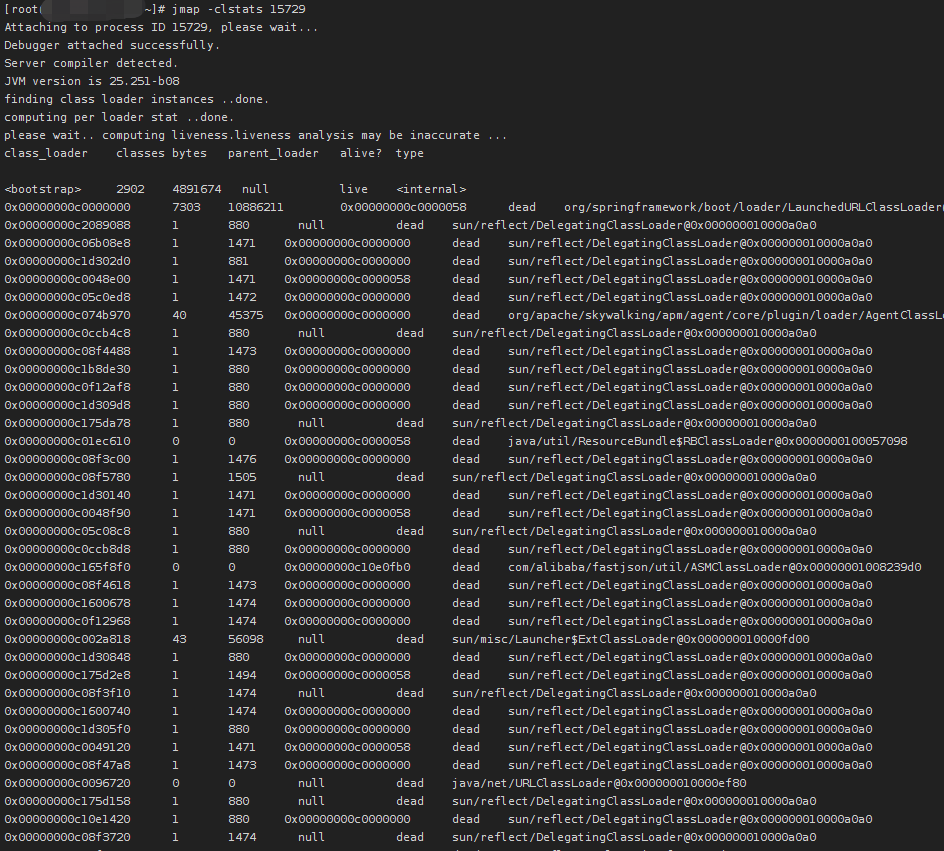 [root( ~]# jmap -clstats 15729
Attaching to process ID 15729, please wait...
Debugger attached successfully.
Server compiler detected.
JVM version is 25.251-b08
finding class loader instances ..done.
computing per loader stat ..done.
please wait.. computing liveness.liveness analysis may be inaccurate ...
class_loader classes bytes parent_loader alive? type
<bootstrap> 2902 4891674 null live <internal>
0x00000000c0000000 7303 10886211 0x00000000c0000058 dead org/springframework/boot/loader/LaunchedURLClassLoader
0x00000000c2089088 1 880 null dead sun/reflect/DelegatingClassLoader@0x000000010000a0a0
0x00000000c06b08e8 1 1471 0x00000000c0000000 dead sun/reflect/DelegatingClassLoader@0x000000010000a0a0
0x00000000c1d302d0 1 881 0x00000000c0000000 dead sun/reflect/DelegatingClassLoader@0x000000010000a0a0
0x00000000c0048e00 1 1471 0x00000000c0000058 dead sun/reflect/DelegatingClassLoader@0x000000010000a0a0
0x00000000c05c0ed8 1 1472 0x00000000c0000000 dead sun/reflect/DelegatingClassLoader@0x000000010000a0a0
0x00000000c074b970 40 45375 0x00000000c0000000 dead org/apache/skywalking/apm/agent/core/plugin/loader/AgentClassL
0x00000000c0ccb4c8 1 880 null dead sun/reflect/DelegatingClassLoader@0x000000010000a0a0
0x00000000c08f4488 1 1473 0x00000000c0000000 dead sun/reflect/DelegatingClassLoader@0x000000010000a0a0
0x00000000c1b8de30 1 880 0x00000000c0000000 dead sun/reflect/DelegatingClassLoader@0x000000010000a0a0
0x00000000c0f12af8 1 880 0x00000000c0000000 dead sun/reflect/DelegatingClassLoader@0x000000010000a0a0
0x00000000c1d309d8 1 880 0x00000000c0000000 dead sun/reflect/DelegatingClassLoader@0x000000010000a0a0
0x00000000c175da78 1 880 null dead sun/reflect/DelegatingClassLoader@0x000000010000a0a0
0x00000000c01ec610 0 0 0x00000000c0000058 dead java/util/ResourceBundle$RBClassLoader@0x0000000100057098
0x00000000c08f3c00 1 1476 0x00000000c0000000 dead sun/reflect/DelegatingClassLoader@0x000000010000a0a0
0x00000000c08f5780 1 1505 null dead sun/reflect/DelegatingClassLoader@0x000000010000a0a0
0x00000000c1d30140 1 1471 0x00000000c0000000 dead sun/reflect/DelegatingClassLoader@0x000000010000a0a0
0x00000000c0048f90 1 1471 0x00000000c0000058 dead sun/reflect/DelegatingClassLoader@0x000000010000a0a0
0x00000000c05c08c8 1 880 null dead sun/reflect/DelegatingClassLoader@0x000000010000a0a0
0x00000000c0ccb8d8 1 880 0x00000000c0000000 dead sun/reflect/DelegatingClassLoader@0x000000010000a0a0
0x00000000c165f8f0 0 0 0x00000000c10e0fb0 dead com/alibaba/fastjson/util/ASMClassLoader@0x00000001008239d0
0x00000000c08f4618 1 1473 0x00000000c0000000 dead sun/reflect/DelegatingClassLoader@0x000000010000a0a0
0x00000000c1600678 1 1474 0x00000000c0000000 dead sun/reflect/DelegatingClassLoader@0x000000010000a0a0
0x00000000c0f12968 1 1474 0x00000000c0000000 dead sun/reflect/DelegatingClassLoader@0x000000010000a0a0
0x00000000c002a818 43 56098 null dead sun/misc/Launcher$ExtClassLoader@0x000000010000fd00
0x00000000c1d30848 1 880 0x00000000c0000000 dead sun/reflect/DelegatingClassLoader@0x000000010000a0a0
0x00000000c175d2e8 1 1494 0x00000000c0000058 dead sun/reflect/DelegatingClassLoader@0x000000010000a0a0
0x00000000c08f3f10 1 1474 null dead sun/reflect/DelegatingClassLoader@0x000000010000a0a0
0x00000000c1600740 1 1474 0x00000000c0000000 dead sun/reflect/DelegatingClassLoader@0x000000010000a0a0
0x00000000c1d305f0 1 880 0x00000000c0000000 dead sun/reflect/DelegatingClassLoader@0x000000010000a0a0
0x00000000c0049120 1 1471 0x00000000c0000058 dead sun/reflect/DelegatingClassLoader@0x000000010000a0a0
0x00000000c08f47a8 1 1473 0x00000000c0000000 dead sun/reflect/DelegatingClassLoader@0x000000010000a0a0
0x00000000c0096720 0 0 null dead java/net/URLClassLoader@0x000000010000ef80
0x00000000c175d158 1 880 null dead sun/reflect/DelegatingClassLoader@0x000000010000a0a0
0x00000000c10e1420 1 880 0x00000000c0000000 dead sun/reflect/DelegatingClassLoader@0x000000010000a0a0
0x00000000c08f3720 1 1474 null dead sun/reflect/DelegatingClassLoader@0x000000010000a0a0